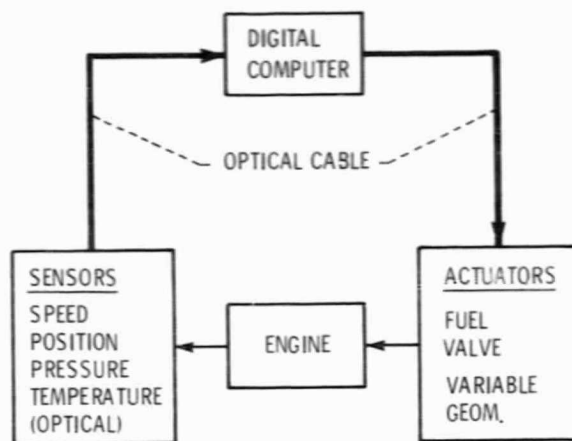 DIGITAL
COMPUTER
OPTICAL CABLE
SENSORS
SPEED
POSITION
PRESSURE
TEMPERATURE
(OPTICAL)
ENGINE
ACTUATORS
FUEL
VALVE
VARIABLE
GEOM.